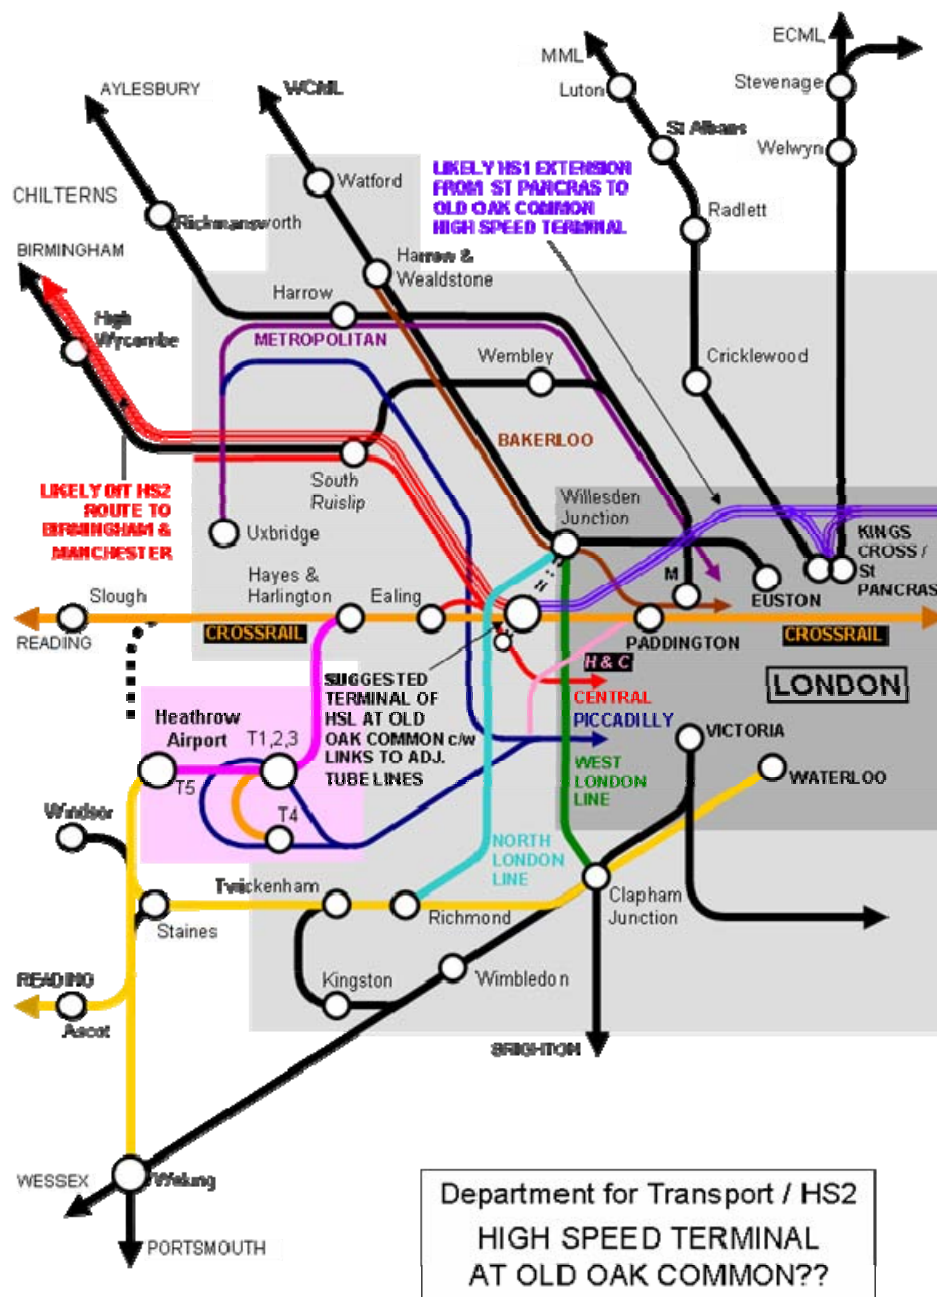 ECML
MML
AYLESBURY
WCML
Luton
Stevenage
St Albans
Welwyn
LIKELY HS1 EXTENSION
FROM ST PANCRAS TO
OLD OAK COMMON
HIGH SPEED TERMINAL
Watford
CHILTERNS
Rickmansworth
Radlett
BIRMINGHAM
Harrow &
Wealdstone
Harrow
High
Wycombe
METROPOLITAN
Wembley
Cricklewood
BAKERLOO
South
Ruislip
LIKELY DfT HS2
ROUTE TO
BIRMINGHAM &
MANCHESTER
Willesden
Junction
Uxbridge
KINGS
CROSS /
St
PANCRAS
Hayes &
Harlington
Ealing
Slough
M
EUSTON
READING
CROSSRAIL
PADDINGTON
CROSSRAIL
H & C
SUGGESTED
TERMINAL OF
HSL AT OLD
OAK COMMON c/w
LINKS TO ADJ.
TUBE LINES
CENTRAL
LONDON
PICCADILLY
Heathrow
Airport
T1,2,3
VICTORIA
T5
WEST
LONDON
LINE
WATERLOO
T4
Windsor
NORTH
LONDON
LINE
Twickenham
Richmond
Clapham
Junction
Staines
READING
Kingston
Wimbledon
Ascot
BRIGHTON
WESSEX
Woking
PORTSMOUTH
Department for Transport / HS2
HIGH SPEED TERMINAL
AT OLD OAK COMMON??